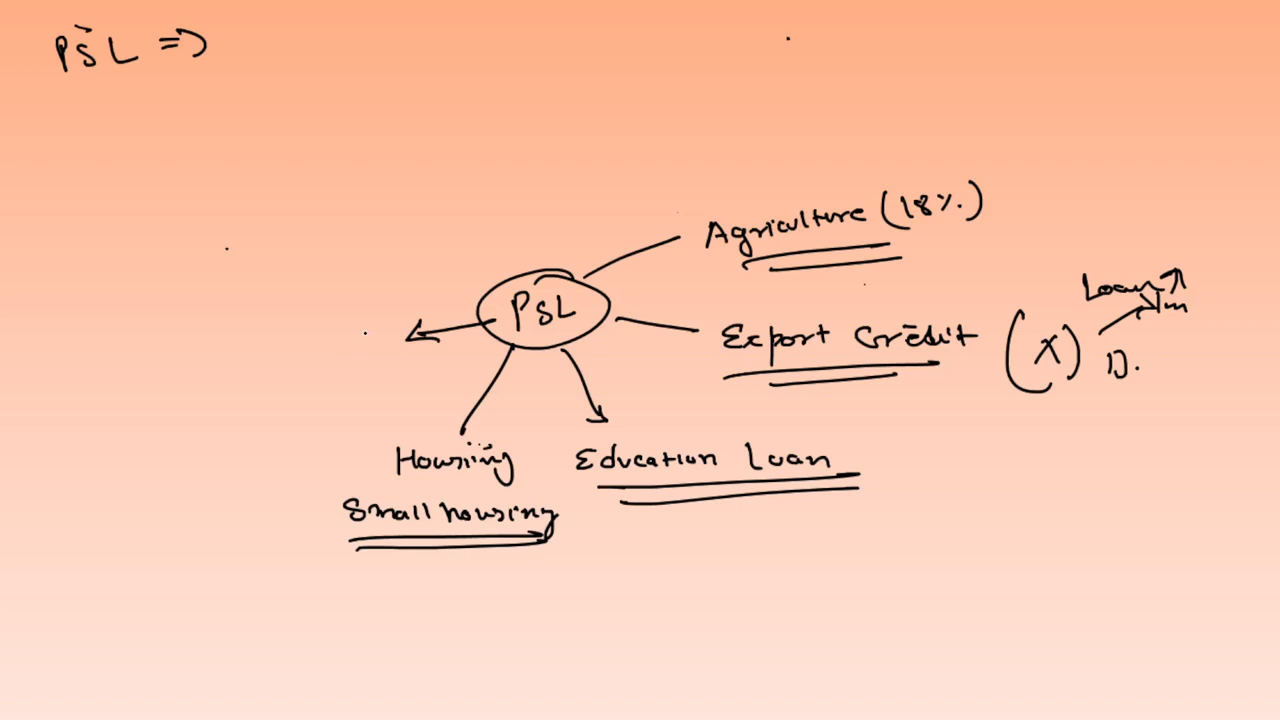 PSL =>
Agriculture (18%.)
PSL
Loan ↑
Export Credit (X)
D.
Housing
Education Loan
Small housing